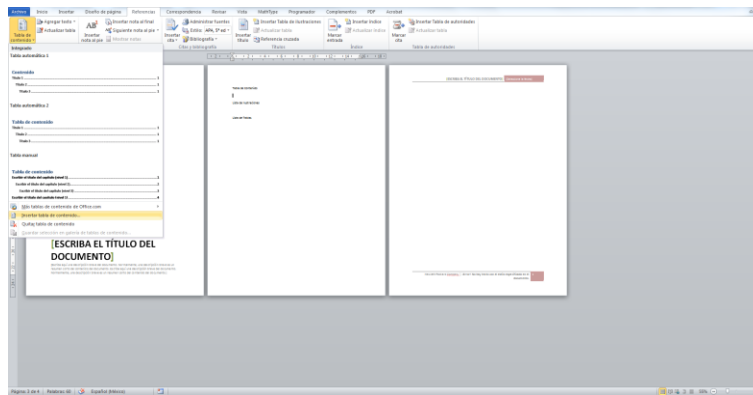 Archivo Inicio Insertar Diseño de página Referencias Correspondencia Revisar Vista MathType Programador Complementos PDF Acrobat
Tabla de contenido
Agregar texto
Actualizar tabla
Insertar nota al pie
Insertar nota al final
Siguiente nota al pie
Mostrar notas
Insertar cita
Administrar fuentes
Estilo:
Bibliografía
Citas y bibliografía
Insertar título
Insertar Tabla de ilustraciones
Actualizar tabla
Referencia cruzada
Títulos
Marcar entrada
Insertar índice
Actualizar índice
Índice
Marcar cita
Insertar Tabla de autoridades
Actualizar tabla
Tabla de autoridades
Integrado
Tabla automática 1
Contenido
Título 1
Título 2
Título 3
Tabla automática 2
Tabla de contenido
Título 1
Título 2
Título 3
Tabla manual
Tabla de contenido
Escribir el título del capítulo (nivel 1)
Escribir el título del capítulo (nivel 2)
Escribir el título del capítulo (nivel 3)
Escribir el título del capítulo (nivel 1)
Más tablas de contenido de Office.com
Insertar tabla de contenido...
Quitar tabla de contenido
Guardar selección en galería de tablas de contenido...
[ESCRIBA EL TÍTULO DEL
DOCUMENTO]
Tabla de Contenido
Página: 3 de 4
Español (México)